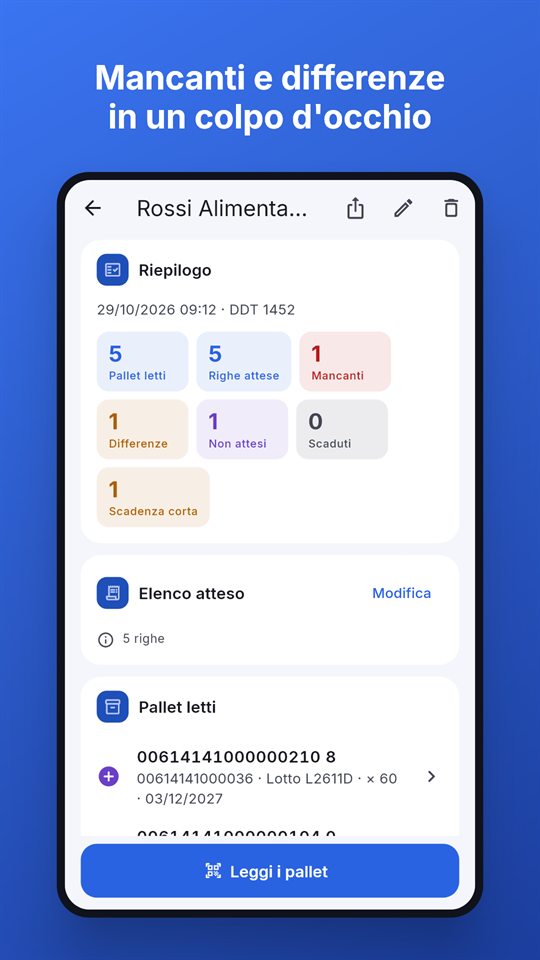 Mancanti e differenze
in un colpo d'occhio
Rossi Alimenta...
Riepilogo
29/10/2026 09:12 · DDT 1452
5
Pallet letti
5
Righe attese
1
Mancanti
1
Differenze
1
Non attesi
0
Scaduti
1
Scadenza corta
Elenco atteso
Modifica
5 righe
Pallet letti
00614141000000210 8
00614141000036 · Lotto L2611D · × 60
· 03/12/2027
Leggi i pallet